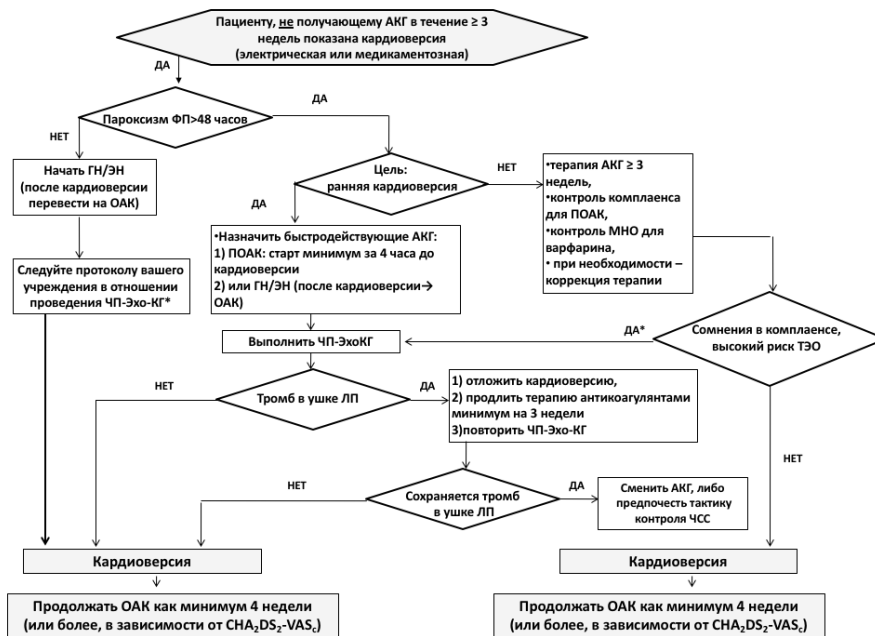 Пациенту, не получающему АКГ в течение ≥ 3
недель показана кардиоверсия
(электрическая или медикаментозная)
ДА
ДА
Пароксизм ФП>48 часов
НЕТ
Начать ГН/ЭН
(после кардиоверсии
перевести на ОАК)
Цель:
ранняя кардиоверсия
НЕТ
•терапия АКГ ≥ 3
недель,
•контроль комплаенса
для ПОАК,
•контроль МНО для
варфарина,
• при необходимости –
коррекция терапии
ДА
•Назначить быстродействующие АКГ:
1) ПОАК: старт минимум за 4 часа до
кардиоверсии
2) или ГН/ЭН (после кардиоверсии→
ОАК)
Следуйте протоколу вашего
учреждения в отношении
проведения ЧП-Эхо-КГ*
Выполнить ЧП-ЭхоКГ
ДА*
Сомнения в комплаенсе,
высокий риск ТЭО
НЕТ
Тромб в ушке ЛП
ДА
1) отложить кардиоверсию,
2) продлить терапию антикоагулянтами
минимум на 3 недели
3)повторить ЧП-Эхо-КГ
НЕТ
НЕТ
Сохраняется тромб
в ушке ЛП
ДА
Сменить АКГ, либо
предпочесть тактику
контроля ЧСС
Кардиоверсия
Кардиоверсия
Продолжать ОАК как минимум 4 недели
(или более, в зависимости от CHA₂DS₂-VASc)
Продолжать ОАК как минимум 4 недели
(или более, в зависимости от CHA₂DS₂-VASc)